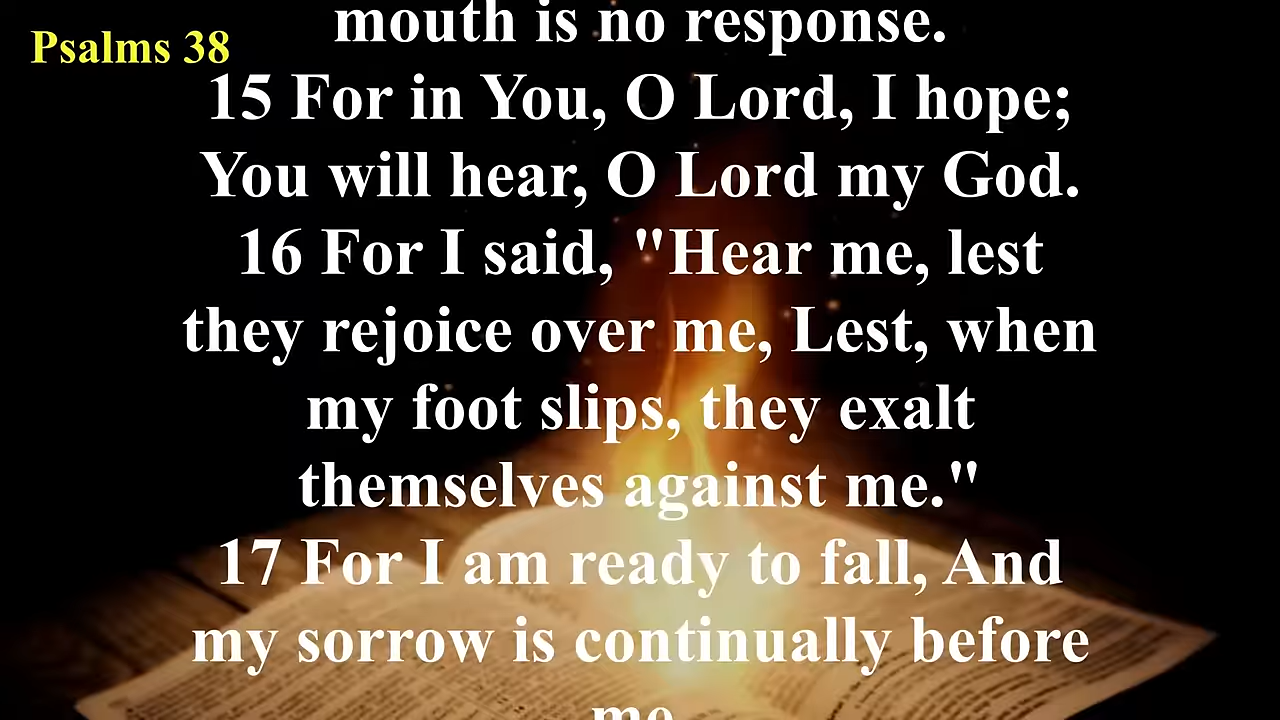 Psalms 38
mouth is no response.
15 For in You, O Lord, I hope;
You will hear, O Lord my God.
16 For I said, "Hear me, lest
they rejoice over me, Lest, when
my foot slips, they exalt
themselves against me."
17 For I am ready to fall, And
my sorrow is continually before
me.